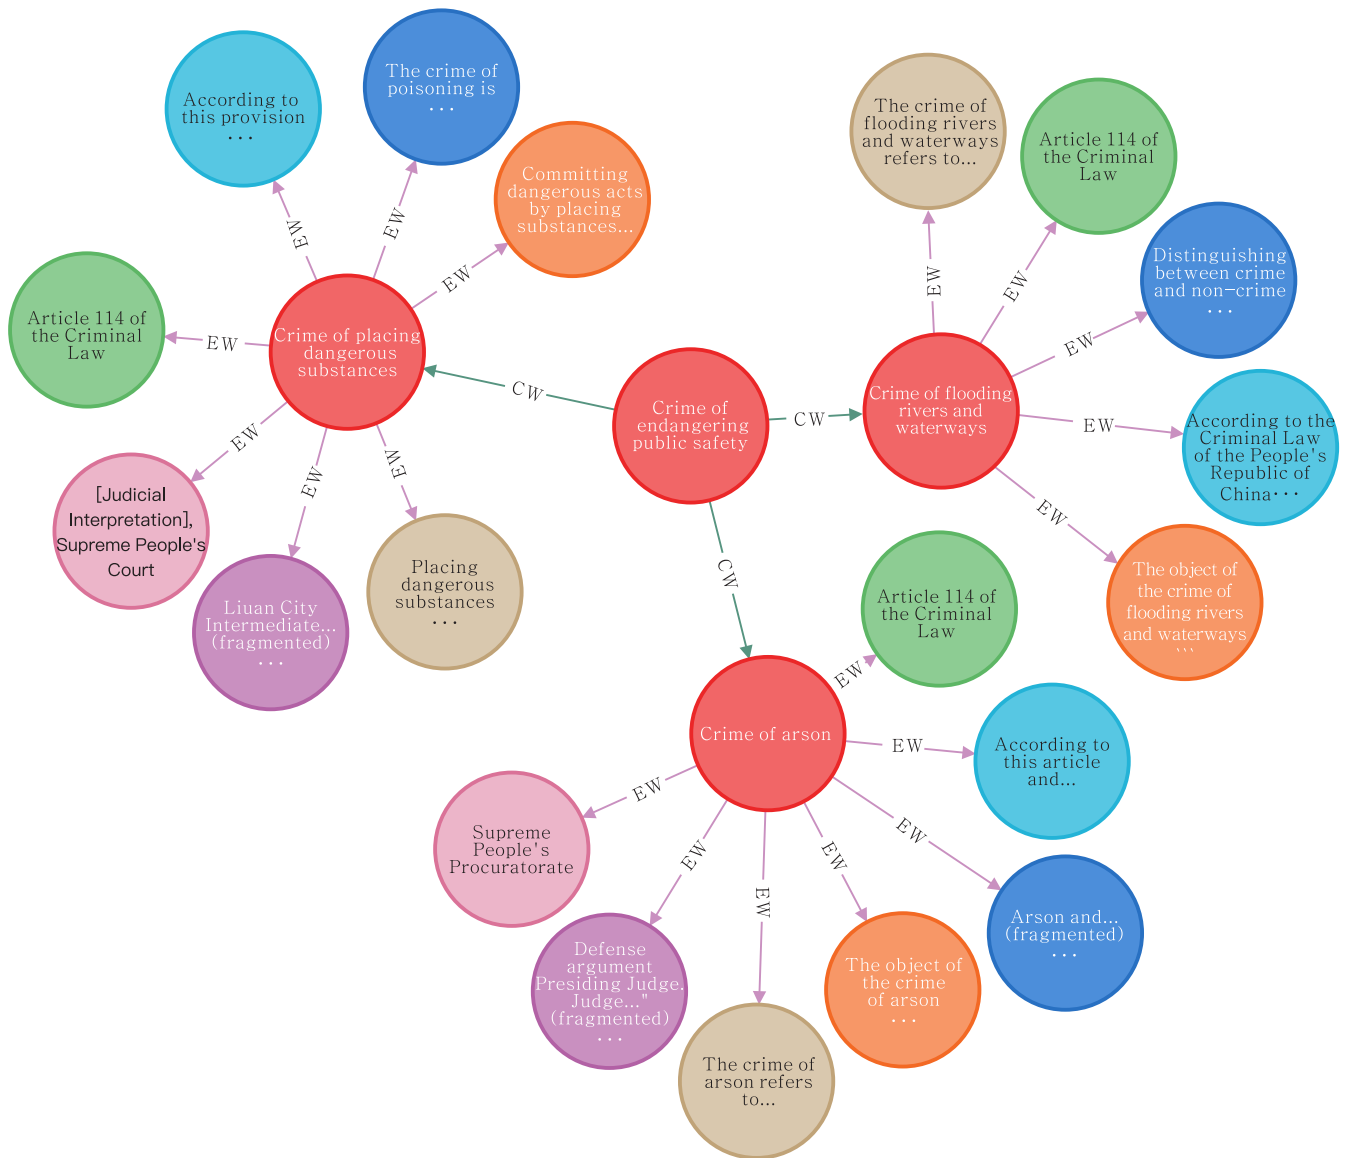 The crime of
poisoning is
...
According to
this provision
...
Committing
dangerous acts
by placing
substances...
EW
EW
EW
Article 114 of
the Criminal
Law
EW
Crime of placing
dangerous
substances
EW
EW
EW
[Judicial
Interpretation],
Supreme People's
Court
Liuan City
Intermediate...
(fragmented)
...
Placing
dangerous
substances
...
CW
Crime of
endangering
public safety
CW
CW
The crime of
flooding rivers
and waterways
refers to...
Article 114 of
the Criminal
Law
Distinguishing
between crime
and non-crime
...
EW
EW
EW
Crime of flooding
rivers and
waterways
EW
According to the
Criminal Law
of the People's
Republic of
China...
EW
The object of
the crime of
flooding rivers
and waterways
```
Article 114 of
the Criminal
Law
EW
Crime of arson
EW
According to
this article
and...
EW
EW
EW
EW
EW
Supreme
People's
Procuratorate
Arson and...
(fragmented)
...
Defense
argument
Presiding Judge.
Judge..."
(fragmented)
...
The object of
the crime
of arson
...
The crime of
arson refers
to...